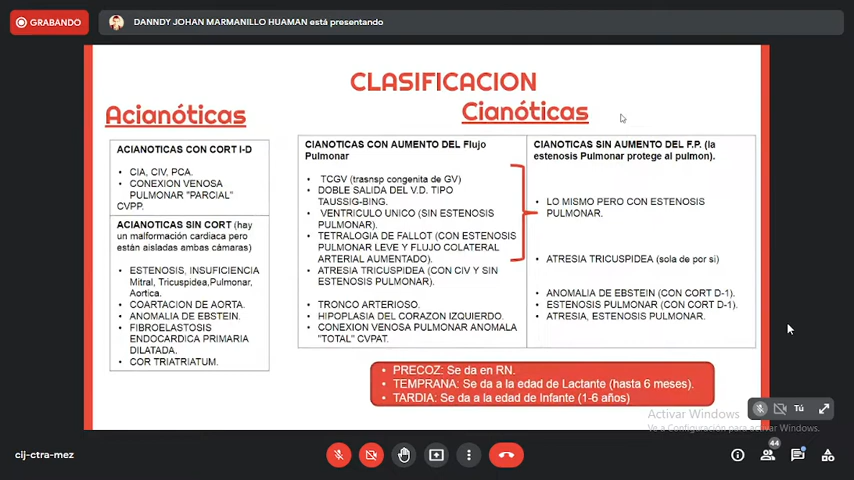 GRABANDO
DANNDY JOHAN MARMANILLO HUAMAN está presentando
CLASIFICACION
Acianóticas
Cianóticas
ACIANOTICAS CON CORT I-D
• CIA, CIV, PCA.
• CONEXION VENOSA
PULMONAR "PARCIAL"
CVPP.
ACIANOTICAS SIN CORT (hay
un malformación cardiaca pero
están aisladas ambas cámaras)
• ESTENOSIS, INSUFICIENCIA
Mitral, Tricuspidea,Pulmonar,
Aortica.
• COARTACION DE AORTA.
• ANOMALIA DE EBSTEIN.
• FIBROELASTOSIS
ENDOCARDICA PRIMARIA
DILATADA.
• COR TRIATRIATUM.
CIANOTICAS CON AUMENTO DEL Flujo
Pulmonar
• TCGV (trasnsp congenita de GV)
• DOBLE SALIDA DEL V.D. TIPO
TAUSSIG-BING.
• VENTRICULO UNICO (SIN ESTENOSIS
PULMONAR).
• TETRALOGIA DE FALLOT (CON ESTENOSIS
PULMONAR LEVE Y FLUJO COLATERAL
ARTERIAL AUMENTADO).
• ATRESIA TRICUSPIDEA (CON CIV Y SIN
ESTENOSIS PULMONAR).
• TRONCO ARTERIOSO.
• HIPOPLASIA DEL CORAZON IZQUIERDO.
• CONEXION VENOSA PULMONAR ANOMALA
"TOTAL" CVPAT.
CIANOTICAS SIN AUMENTO DEL F.P. (la
estenosis Pulmonar protege al pulmon).
• LO MISMO PERO CON ESTENOSIS
PULMONAR.
• ATRESIA TRICUSPIDEA (sola de por si)
• ANOMALIA DE EBSTEIN (CON CORT D-1).
• ESTENOSIS PULMONAR (CON CORT D-1).
• ATRESIA, ESTENOSIS PULMONAR.
• PRECOZ: Se da en RN.
• TEMPRANA: Se da a la edad de Lactante (hasta 6 meses).
• TARDIA: Se da a la edad de Infante (1-6 años)
Tú
Activar Windows
Ve a Configuración para activar Windows.
cij-ctra-mez
44